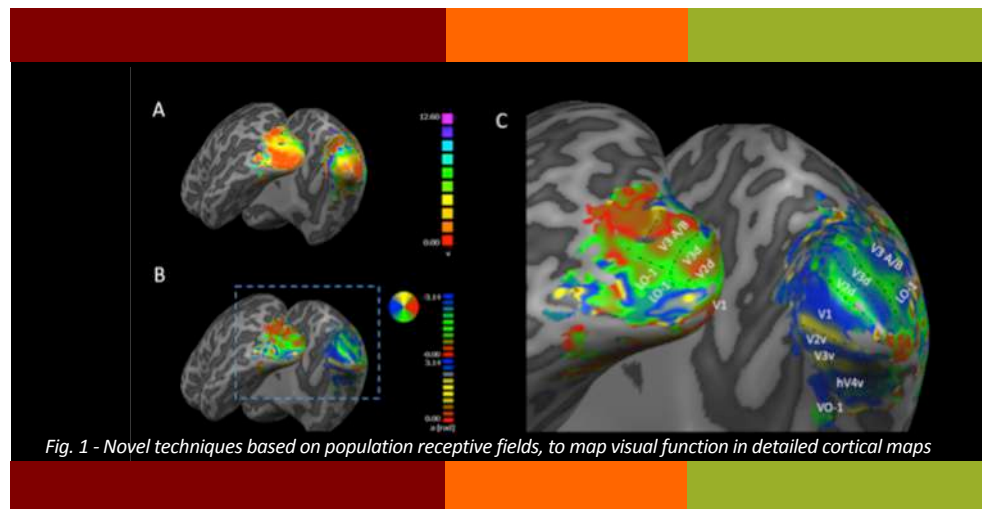 A
12.60
0.00
B
-3.14
-0.00
3.14
0.00
C
V3 A/B
V3d
V2d
LO-1
LO-1
V1
V3 A/B
V3d
V2d
LO-1
V1
V2v
V3v
hV4v
VO-1
Fig. 1 - Novel techniques based on population receptive fields, to map visual function in detailed cortical maps